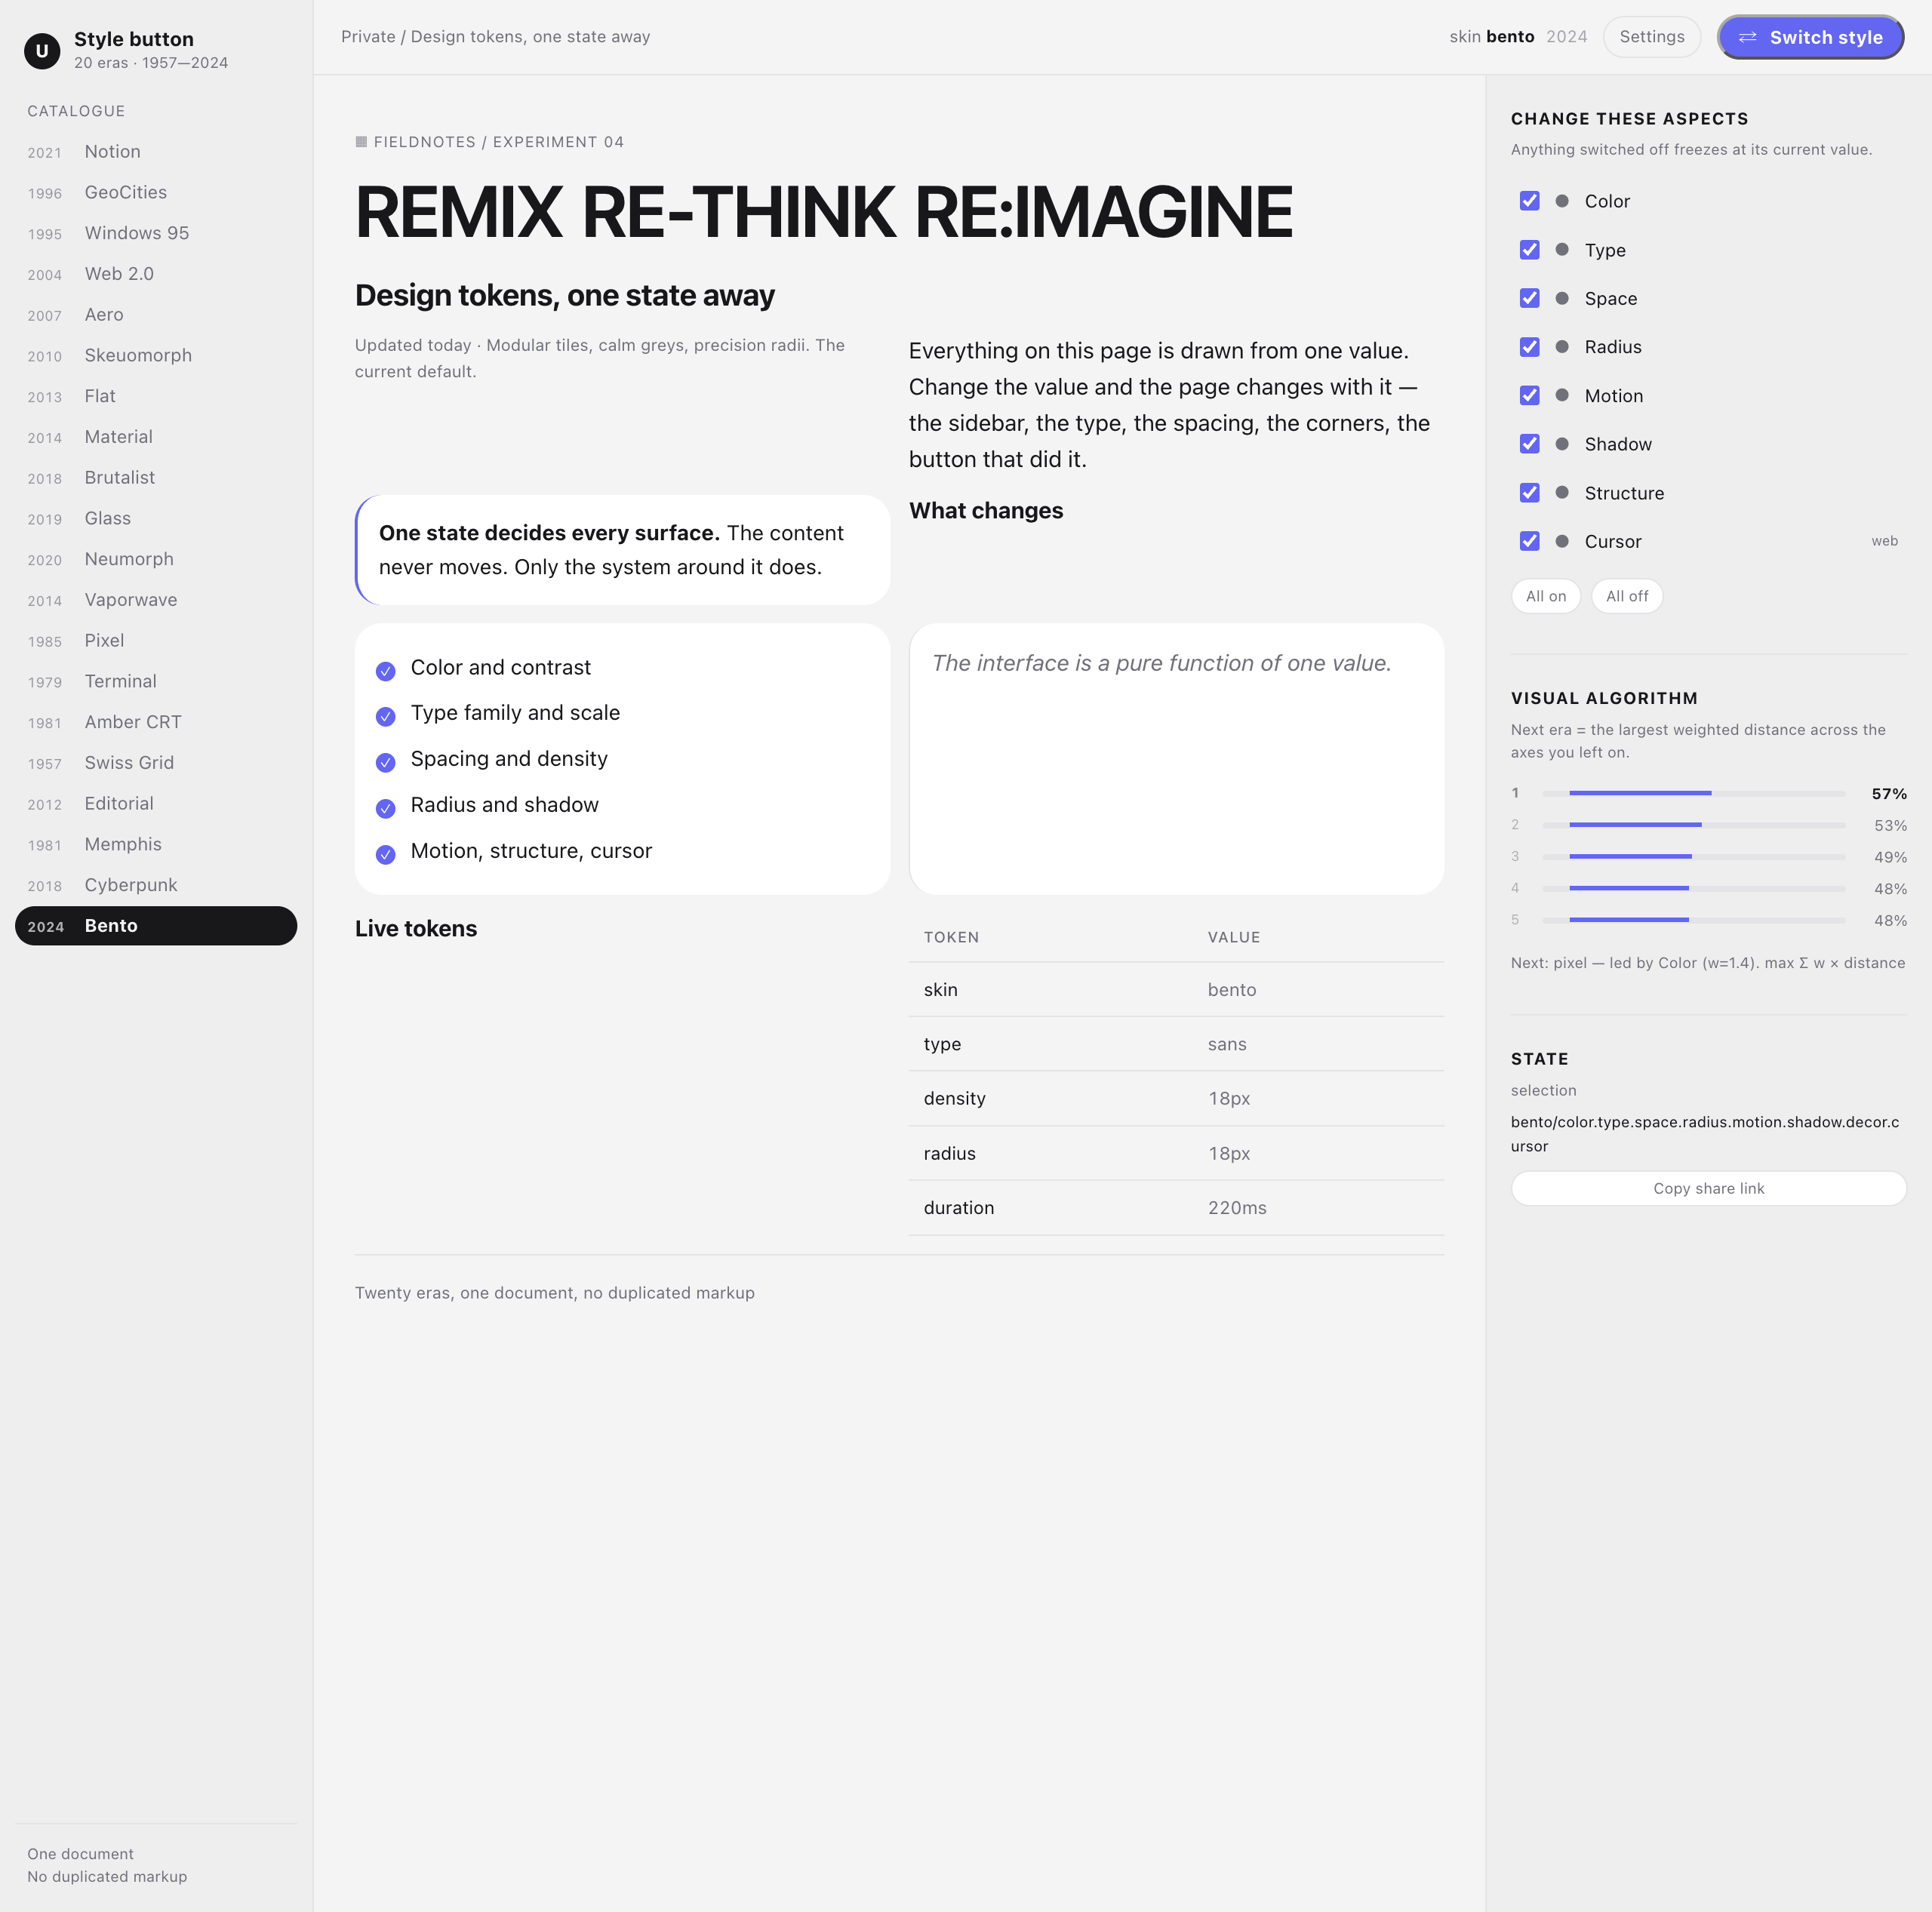 U
Style button
20 eras · 1957—2024
CATALOGUE
2021 Notion
1996 GeoCities
1995 Windows 95
2004 Web 2.0
2007 Aero
2010 Skeuomorph
2013 Flat
2014 Material
2018 Brutalist
2019 Glass
2020 Neumorph
2014 Vaporwave
1985 Pixel
1979 Terminal
1981 Amber CRT
1957 Swiss Grid
2012 Editorial
1981 Memphis
2018 Cyberpunk
2024 Bento
One document
No duplicated markup
Private / Design tokens, one state away
skin bento 2024
Settings
⇄ Switch style
▦ FIELDNOTES / EXPERIMENT 04
REMIX RE-THINK RE:IMAGINE
Design tokens, one state away
Updated today · Modular tiles, calm greys, precision radii. The
current default.
Everything on this page is drawn from one value.
Change the value and the page changes with it —
the sidebar, the type, the spacing, the corners, the
button that did it.
One state decides every surface. The content
never moves. Only the system around it does.
What changes
✓ Color and contrast
✓ Type family and scale
✓ Spacing and density
✓ Radius and shadow
✓ Motion, structure, cursor
The interface is a pure function of one value.
Live tokens
TOKEN VALUE
skin bento
type sans
density 18px
radius 18px
duration 220ms
Twenty eras, one document, no duplicated markup
CHANGE THESE ASPECTS
Anything switched off freezes at its current value.
Color
Type
Space
Radius
Motion
Shadow
Structure
Cursor web
All on All off
VISUAL ALGORITHM
Next era = the largest weighted distance across the
axes you left on.
1 57%
2 53%
3 49%
4 48%
5 48%
Next: pixel — led by Color (w=1.4). max Σ w × distance
STATE
selection
bento/color.type.space.radius.motion.shadow.decor.c
ursor
Copy share link